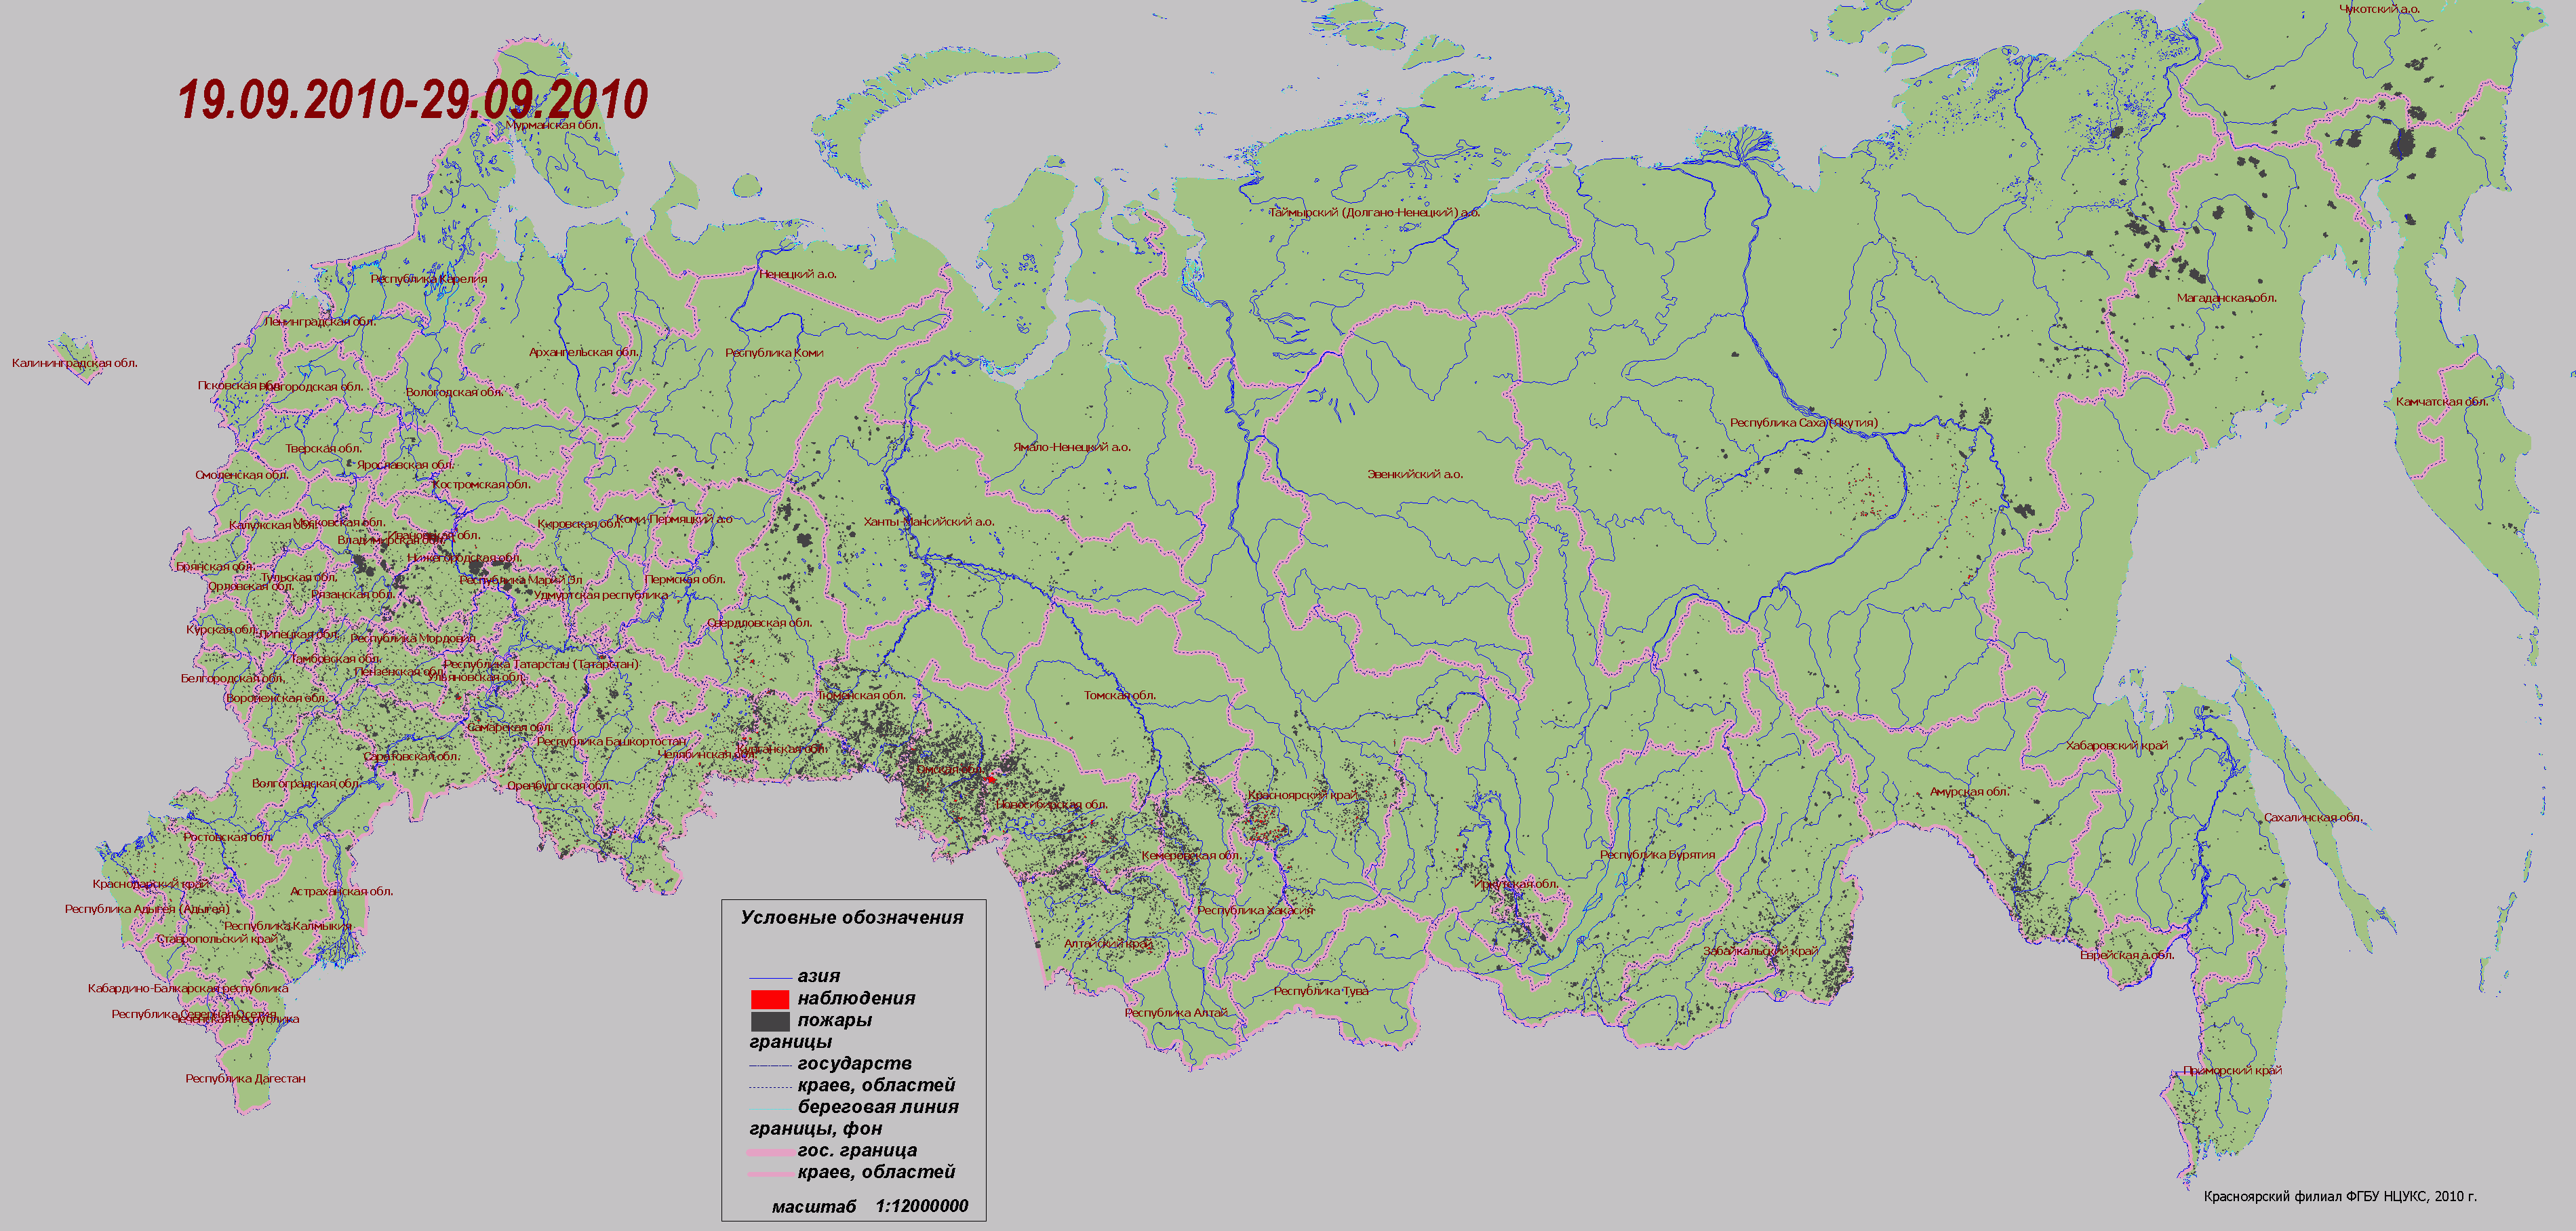 Чукотский а.о.
19.09.2010-29.09.2010
Мурманская обл.
Таймырский (Долгано-Ненецкий) а.о.
Ненецкий а.о.
Республика Карелия
Магаданская обл.
Ленинградская обл.
Архангельская обл.
Республика Коми
Калининградская обл.
Псковская обл.
Новгородская обл.
Вологодская обл.
Камчатская обл.
Республика Саха (Якутия)
Тверская обл.
Ямало-Ненецкий а.о.
Ярославская обл.
Смоленская обл.
Эвенкийский а.о.
Костромская обл.
Калужская обл.
Московская обл.
Кировская обл.
Коми-Пермяцкий а.о
Ханты-Мансийский а.о.
Ивановская обл.
Владимирская обл.
Нижегородская обл.
Брянская обл.
Тульская обл.
Республика Марий Эл
Пермская обл.
Орловская обл.
Рязанская обл.
Удмуртская республика
Свердловская обл.
Курская обл.
Липецкая обл.
Республика Мордовия
Тамбовская обл.
Республика Татарстан (Татарстан)
Пензенская обл.
Белгородская обл.
Ульяновская обл.
Воронежская обл.
Тюменская обл.
Томская обл.
Самарская обл.
Республика Башкортостан
Хабаровский край
Саратовская обл.
Челябинская обл.
Курганская обл.
Омская обл.
Волгоградская обл.
Оренбургская обл.
Красноярский край
Амурская обл.
Новосибирская обл.
Сахалинская обл.
Ростовская обл.
Кемеровская обл.
Республика Бурятия
Краснодарский край
Астраханская обл.
Иркутская обл.
Республика Адыгея (Адыгея)
Республика Хакасия
Республика Калмыкия
Ставропольский край
Алтайский край
Забайкальский край
Еврейская а.обл.
Кабардино-Балкарская республика
Республика Тува
Республика Северная Осетия
Чеченская Республика
Республика Алтай
Республика Дагестан
Приморский край
Условные обозначения
азия
наблюдения
пожары
границы
государств
краев, областей
береговая линия
границы, фон
гос. граница
краев, областей
масштаб 1:12000000
Красноярский филиал ФГБУ НЦУКС, 2010 г.